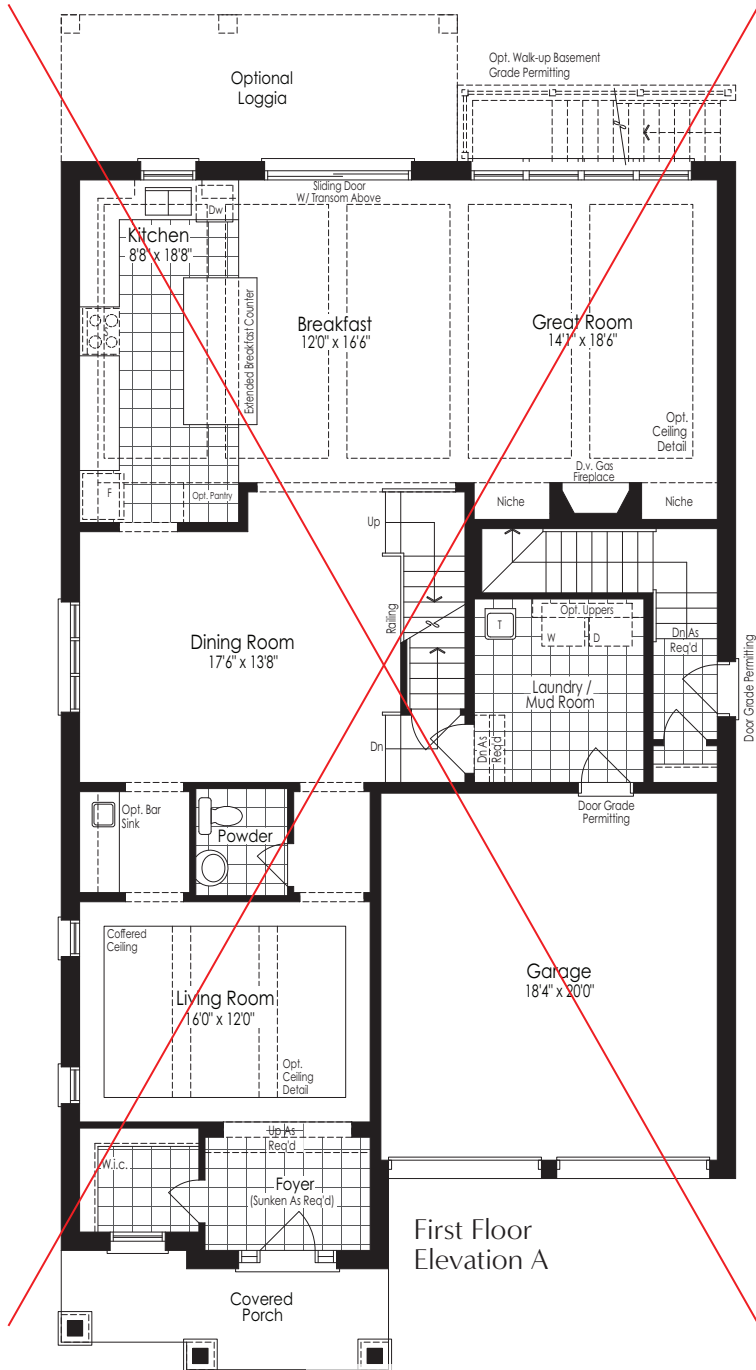 Optional
Loggia
Opt. Walk-up Basement
Grade Permitting
Sliding Door
W/ Transom Above
Dw
Kitchen
8'8" x 18'8"
Extended Breakfast Counter
Breakfast
12'0" x 16'6"
Great Room
14'1" x 18'6"
Opt.
Ceiling
Detail
D.v. Gas
Fireplace
F
Opt. Pantry
Niche
Niche
Up
Railing
Dining Room
17'6" x 13'8"
T
Opt. Uppers
W
D
Laundry /
Mud Room
Dn As
Req'd
Door Grade Permitting
Dn
Dn As
Req'd
Door Grade
Permitting
Opt. Bar
Sink
Powder
Coffered
Ceiling
Living Room
16'0" x 12'0"
Opt.
Ceiling
Detail
Garage
18'4" x 20'0"
Up As
Req'd
W.i.c.
Foyer
(Sunken As Req'd)
First Floor
Elevation A
Covered
Porch